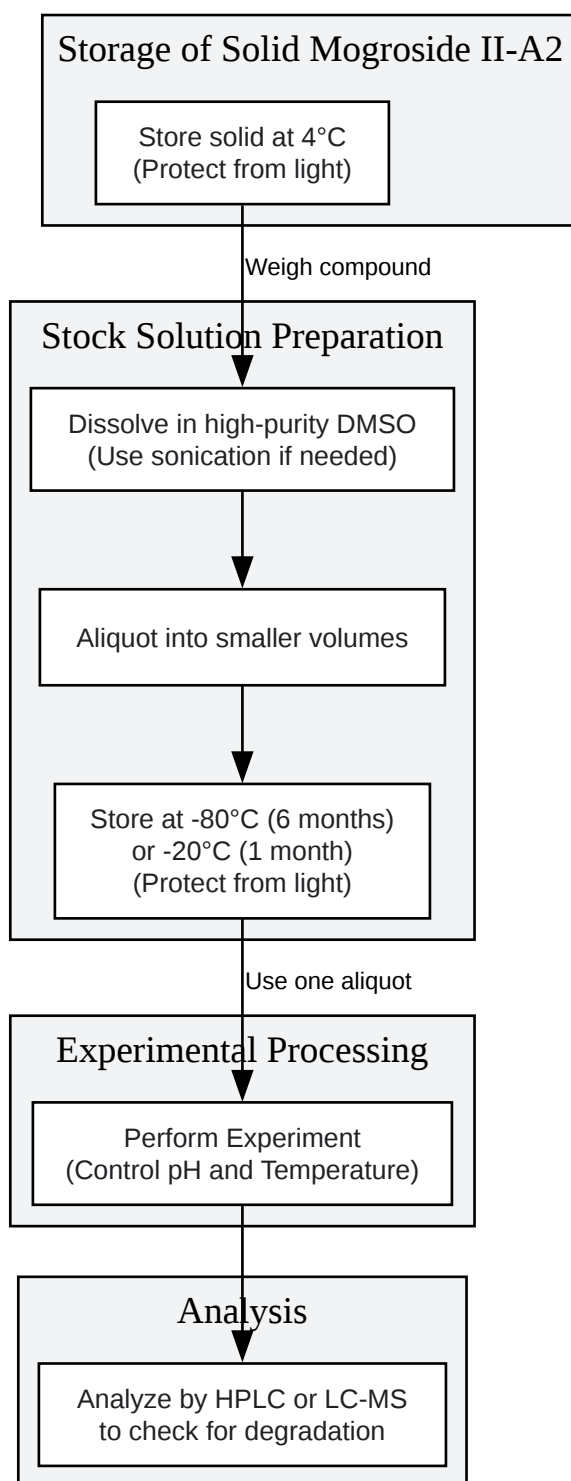 Storage of Solid Mogroside II-A2
Store solid at 4°C
(Protect from light)
Weigh compound
Stock Solution Preparation
Dissolve in high-purity DMSO
(Use sonication if needed)
Aliquot into smaller volumes
Store at -80°C (6 months)
or -20°C (1 month)
(Protect from light)
Use one aliquot
Experimental Processing
Perform Experiment
(Control pH and Temperature)
Analysis
Analyze by HPLC or LC-MS
to check for degradation